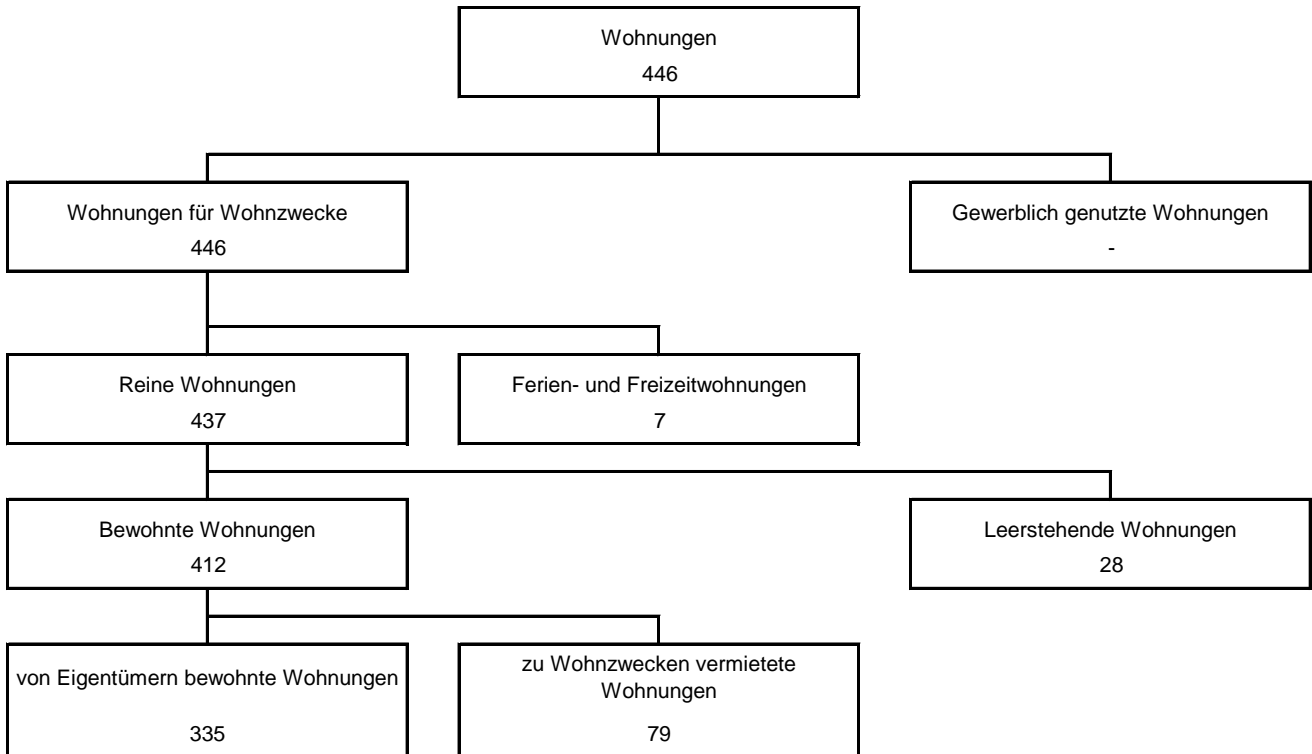 Wohnungen
446
Wohnungen für Wohnzwecke
446
Gewerblich genutzte Wohnungen
-
Reine Wohnungen
437
Ferien- und Freizeitwohnungen
7
Bewohnte Wohnungen
412
Leerstehende Wohnungen
28
von Eigentümern bewohnte Wohnungen
335
zu Wohnzwecken vermietete
Wohnungen
79